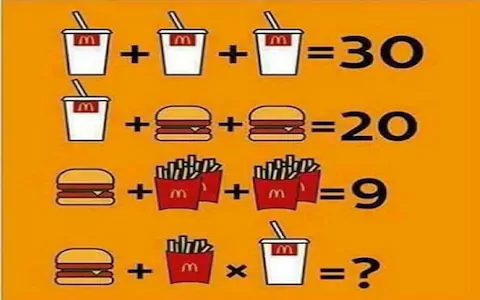 + + =30
+ + =20
+ + =9
+ × =?